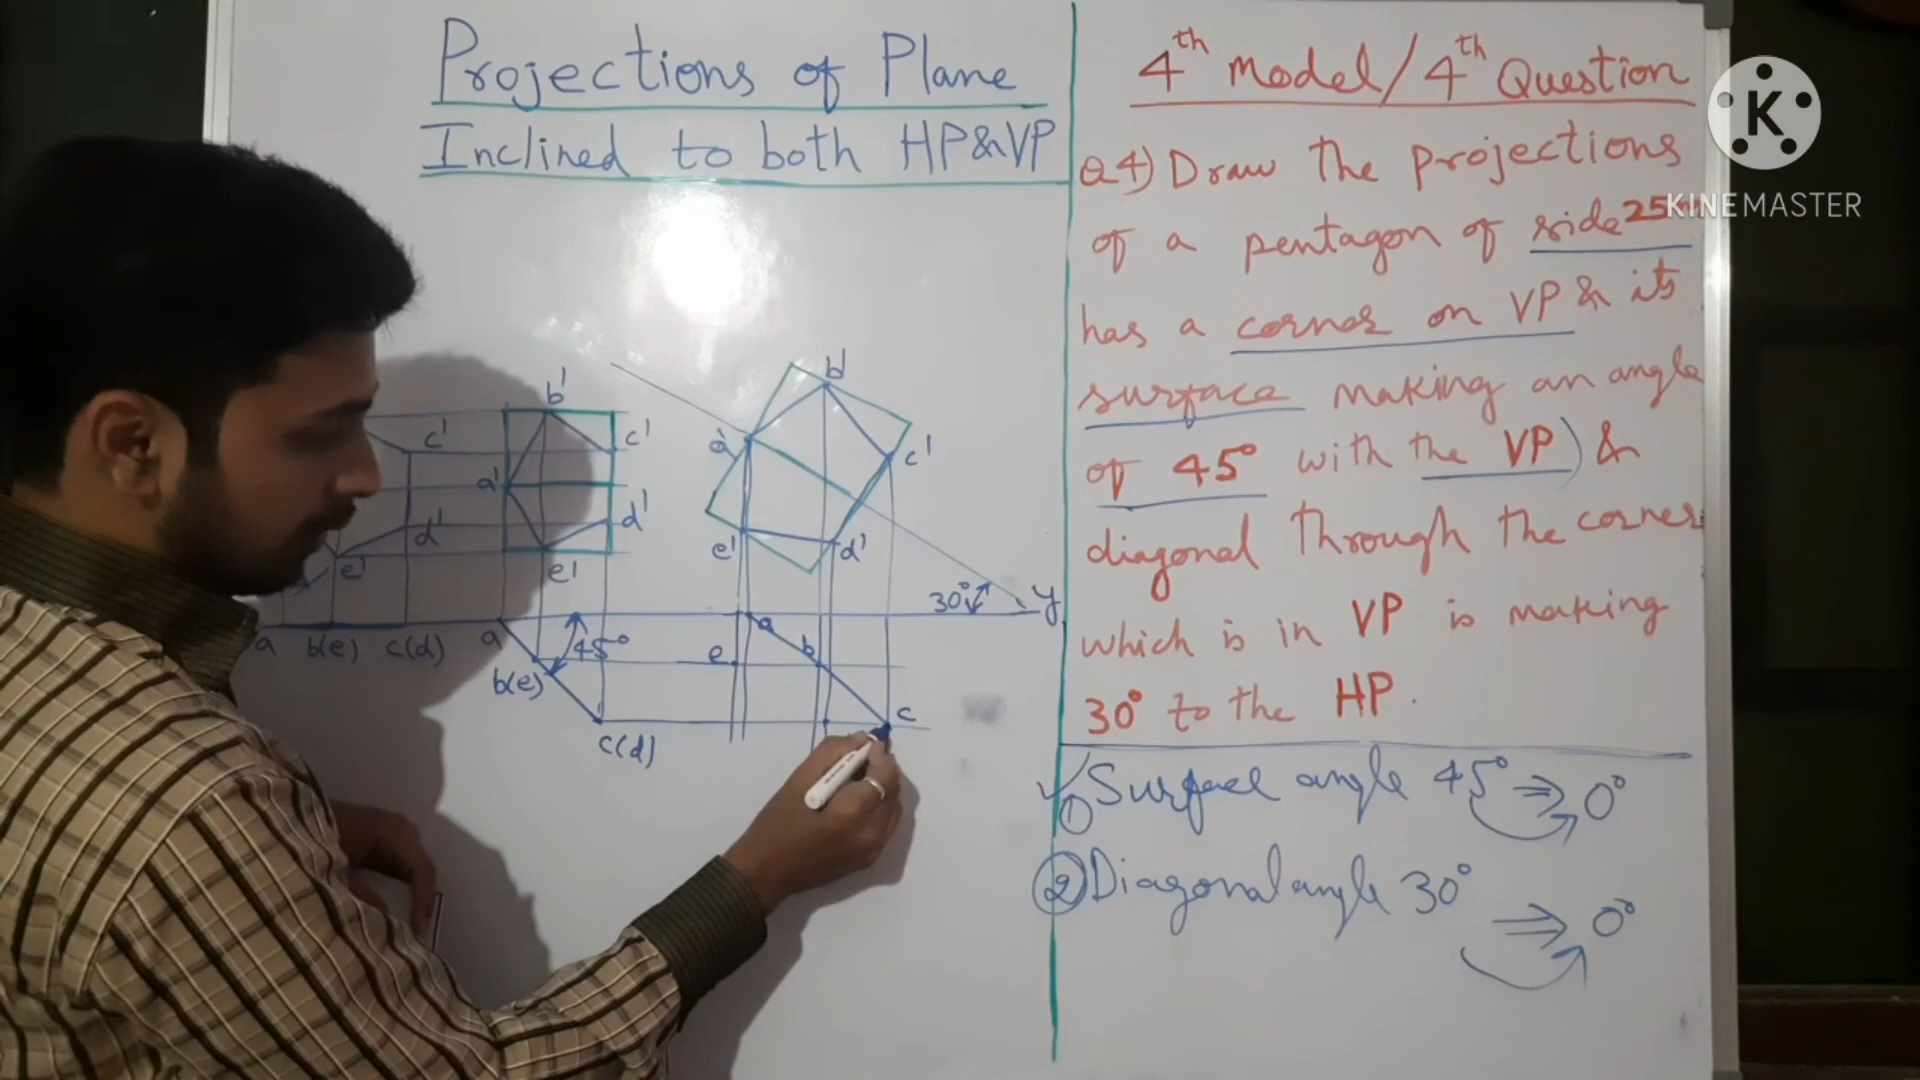 Projections of Plane
Inclined to both HP&VP
4th model/4th Question
Q4) Draw the projections
of a pentagon of side 25
has a corner on VP & its
surface making an angle
of 45° with the VP) &
diagonal through the corner
which is in VP is making
30° to the HP.
① Surface angle 45° ⇒ 0°
② Diagonal angle 30° ⇒ 0°
K
KINEMASTER
c'
d'
e'
a b(e) c(d)
b'
c'
a'
d'
e'
a
45°
b(e)
c(d)
b'
a'
c'
e'
d'
30°
y
a
e
b
c